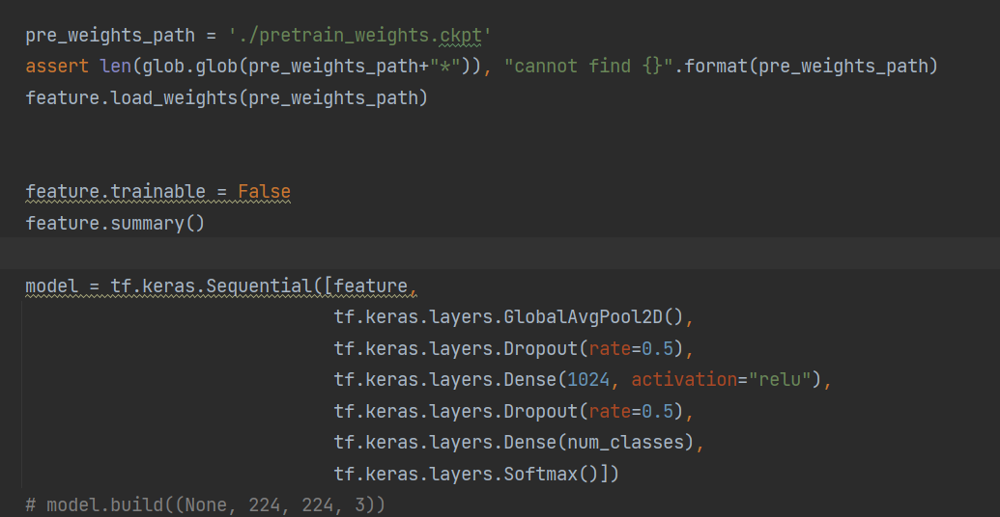 pre_weights_path = './pretrain_weights.ckpt'
assert len(glob.glob(pre_weights_path+"*")), "cannot find {}".format(pre_weights_path)
feature.load_weights(pre_weights_path)
feature.trainable = False
feature.summary()
model = tf.keras.Sequential([feature,
tf.keras.layers.GlobalAvgPool2D(),
tf.keras.layers.Dropout(rate=0.5),
tf.keras.layers.Dense(1024, activation="relu"),
tf.keras.layers.Dropout(rate=0.5),
tf.keras.layers.Dense(num_classes),
tf.keras.layers.Softmax()])
# model.build((None, 224, 224, 3))